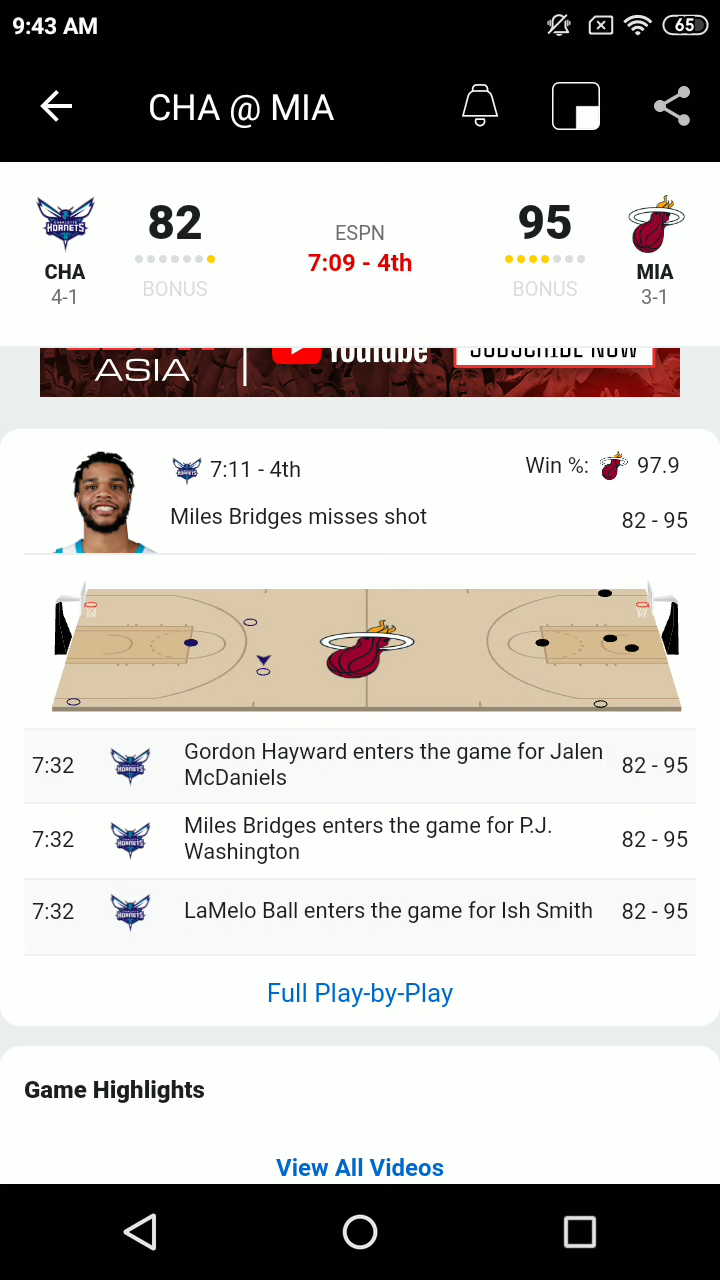 9:43 AM
65
CHA @ MIA
82
ESPN
95
CHA
4-1
BONUS
7:09 - 4th
BONUS
MIA
3-1
ASIA
YouTube
SUBSCRIBE NOW
7:11 - 4th
Win %:
97.9
Miles Bridges misses shot
82 - 95
7:32
Gordon Hayward enters the game for Jalen
McDaniels
82 - 95
7:32
Miles Bridges enters the game for P.J.
Washington
82 - 95
7:32
LaMelo Ball enters the game for Ish Smith
82 - 95
Full Play-by-Play
Game Highlights
View All Videos